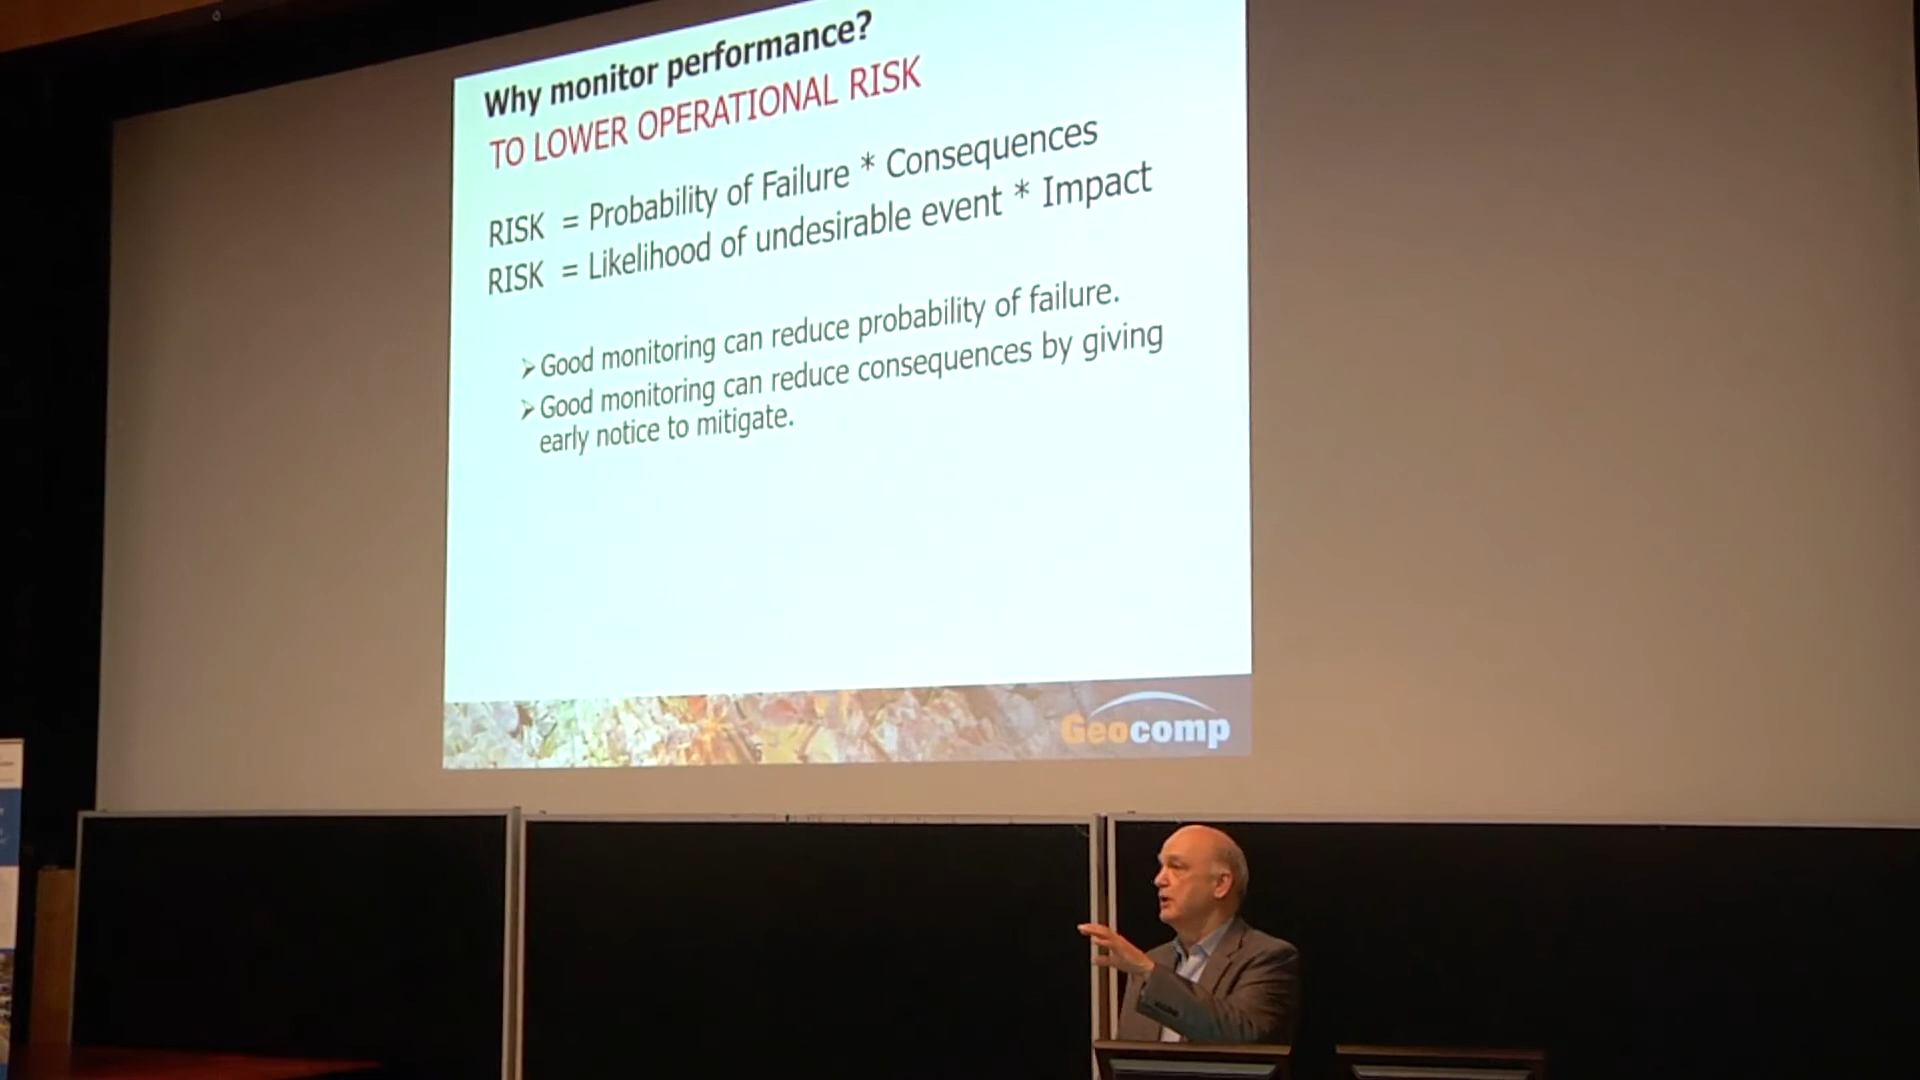 Why monitor performance?
TO LOWER OPERATIONAL RISK
RISK = Probability of Failure * Consequences
RISK = Likelihood of undesirable event * Impact
➢ Good monitoring can reduce probability of failure.
➢ Good monitoring can reduce consequences by giving
early notice to mitigate.
Geocomp